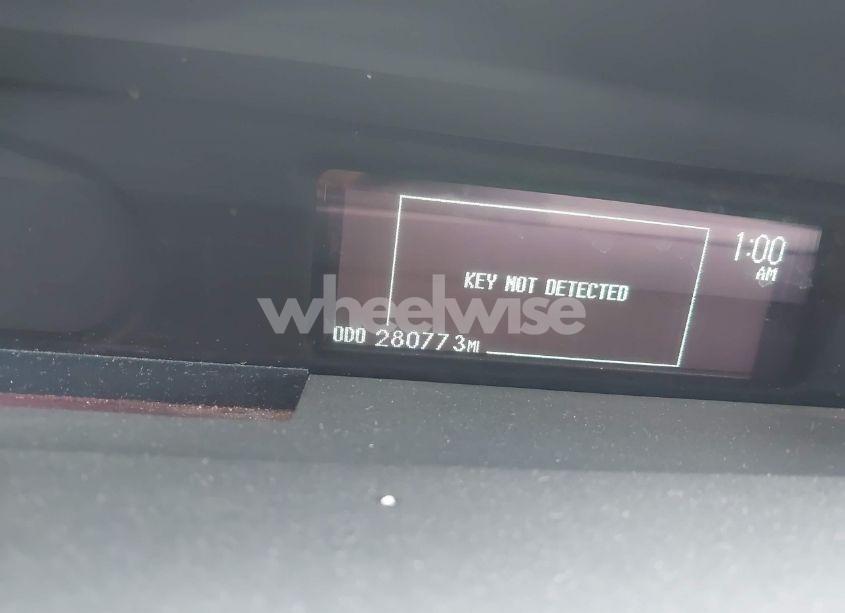 1:00
AM
KEY NOT DETECTED
wheelwise
ODO 280773MI